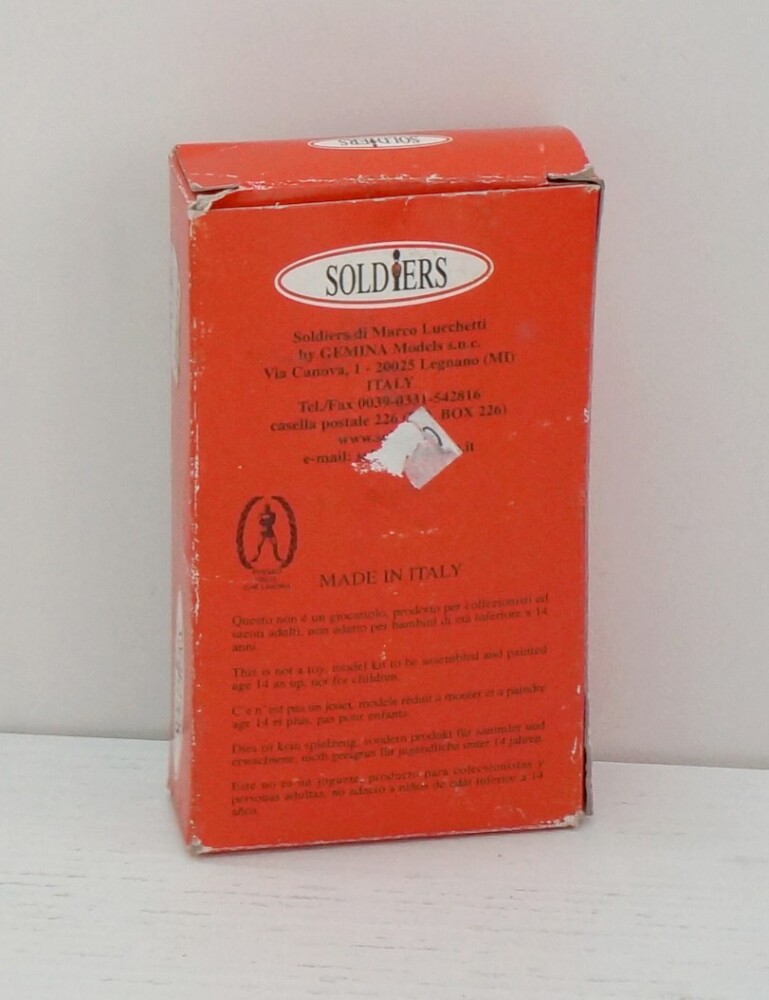 SOLDIERS
SOLDIERS
Soldiers di Marco Lucchetti
by GEMINA Models s.n.c.
Via Canova, 1 - 20025 Legnano (MI)
ITALY
Tel./Fax 0039-0331-542816
casella postale 226 BOX 226)
www.
.it
e-mail:
MADE IN ITALY
Questo non è un giocattolo, prodotto per collezionisti ed
utenti adulti, non adatto per bambini di età inferiore a 14
anni.
This is not a toy, model kit to be assembled and painted
age 14 an up, nor for children.
C'e n'est pas un jouet, modele reduit a monter et a paindre
age 14 et plus, pas pour enfants.
Dies ist kein spielzeug, sondern produkt für sammler und
erwachsene, nicht geeignet für jugendliche unter 14 jahren.
Este no es un juguete, producto para coleccionistas y
personas adultas, no adacto a niños de edas inferior a 14
años.